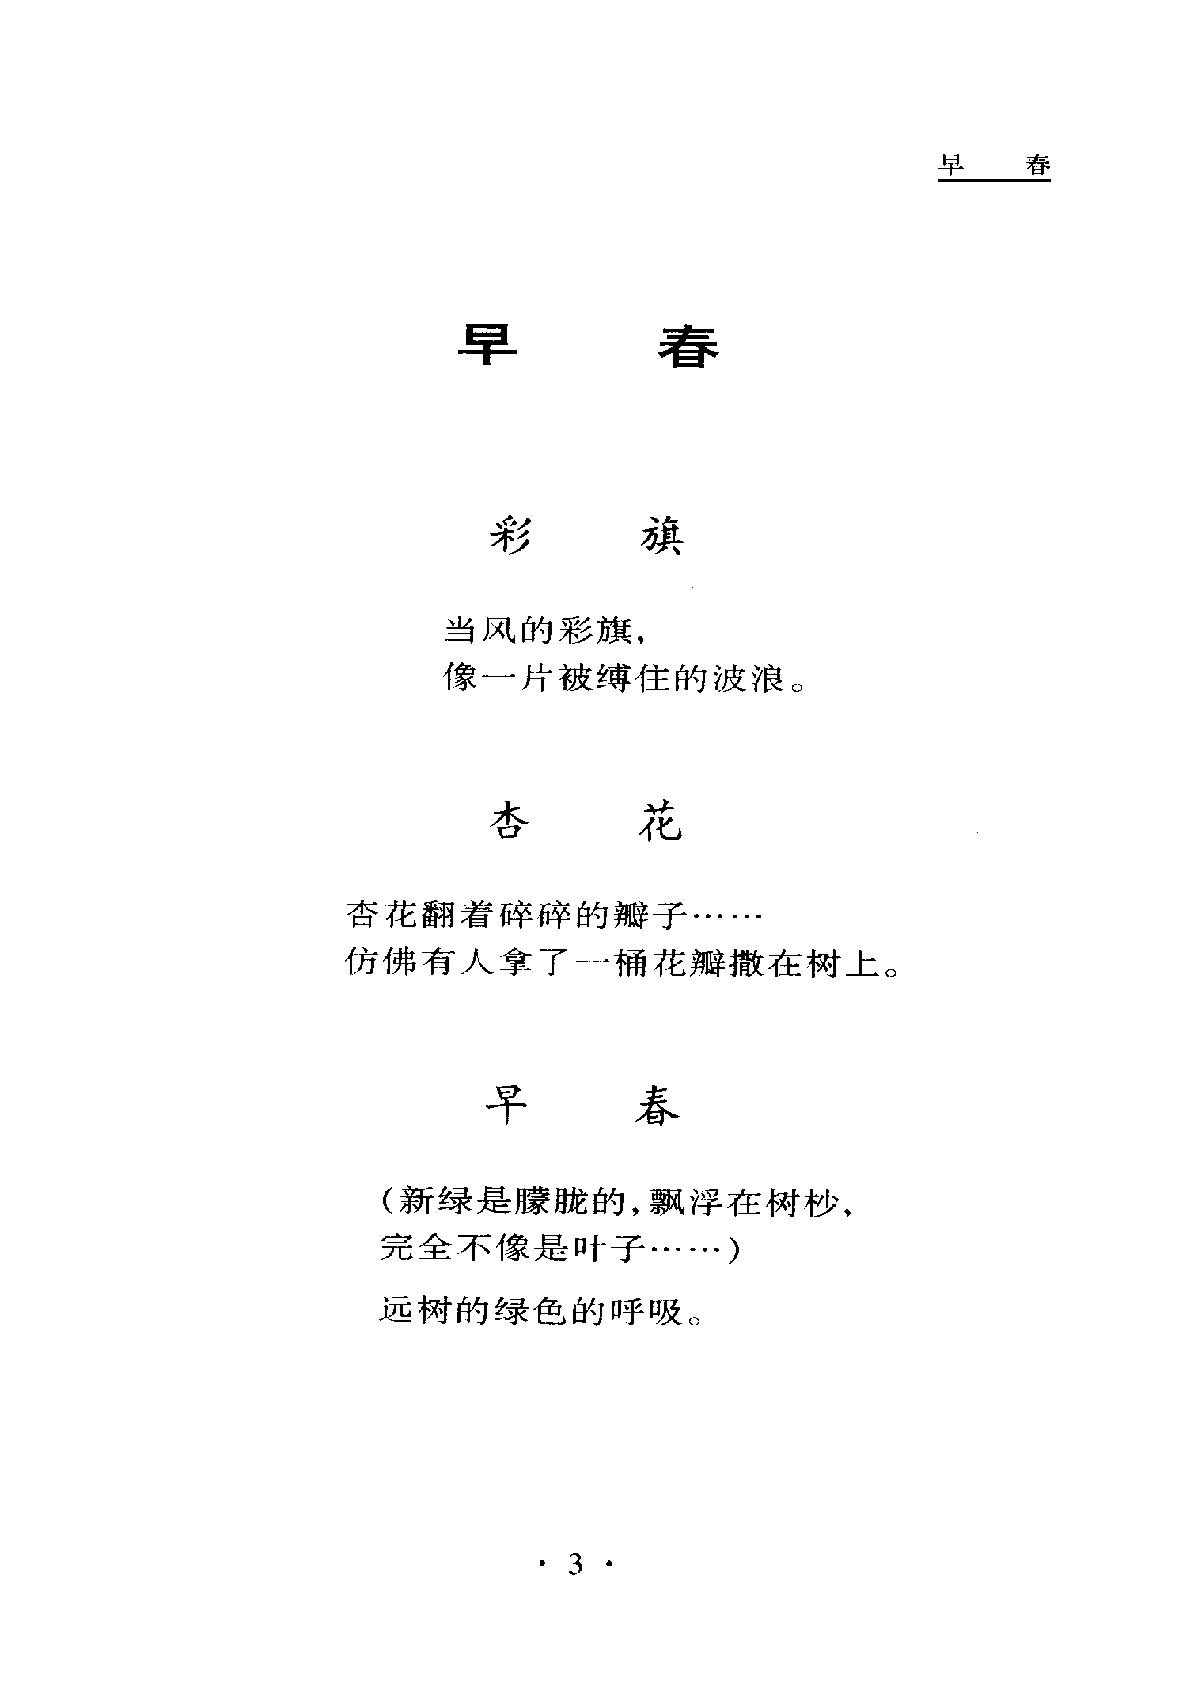 早 春
早 春
彩 旗
当风的彩旗，
像一片被缚住的波浪。
杏 花
杏花翻着碎碎的瓣子……
仿佛有人拿了一桶花瓣撒在树上。
早 春
（新绿是朦胧的，飘浮在树杪，
完全不像是叶子……）
远树的绿色的呼吸。
· 3 ·